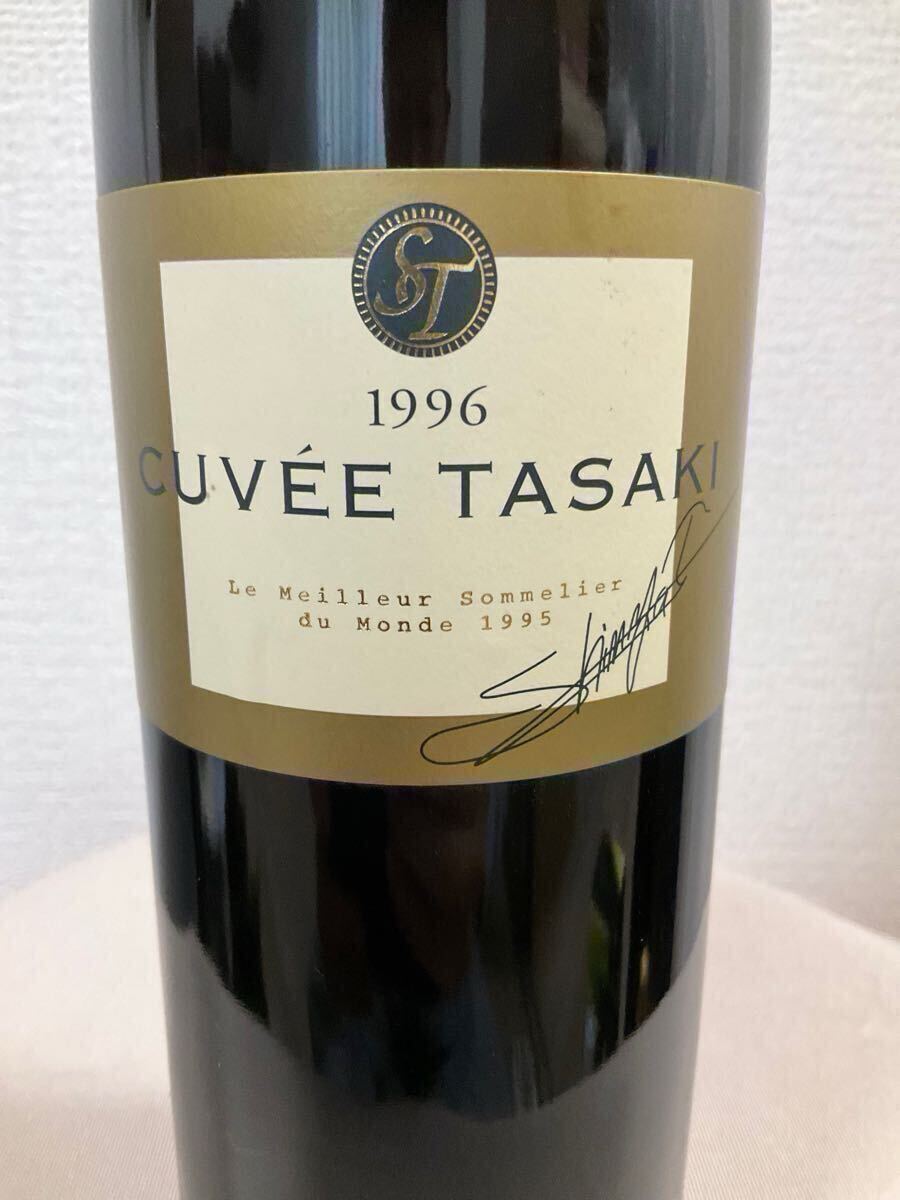 ST
1996
CUVÉE TASAKI
Le Meilleur Sommelier
du Monde 1995